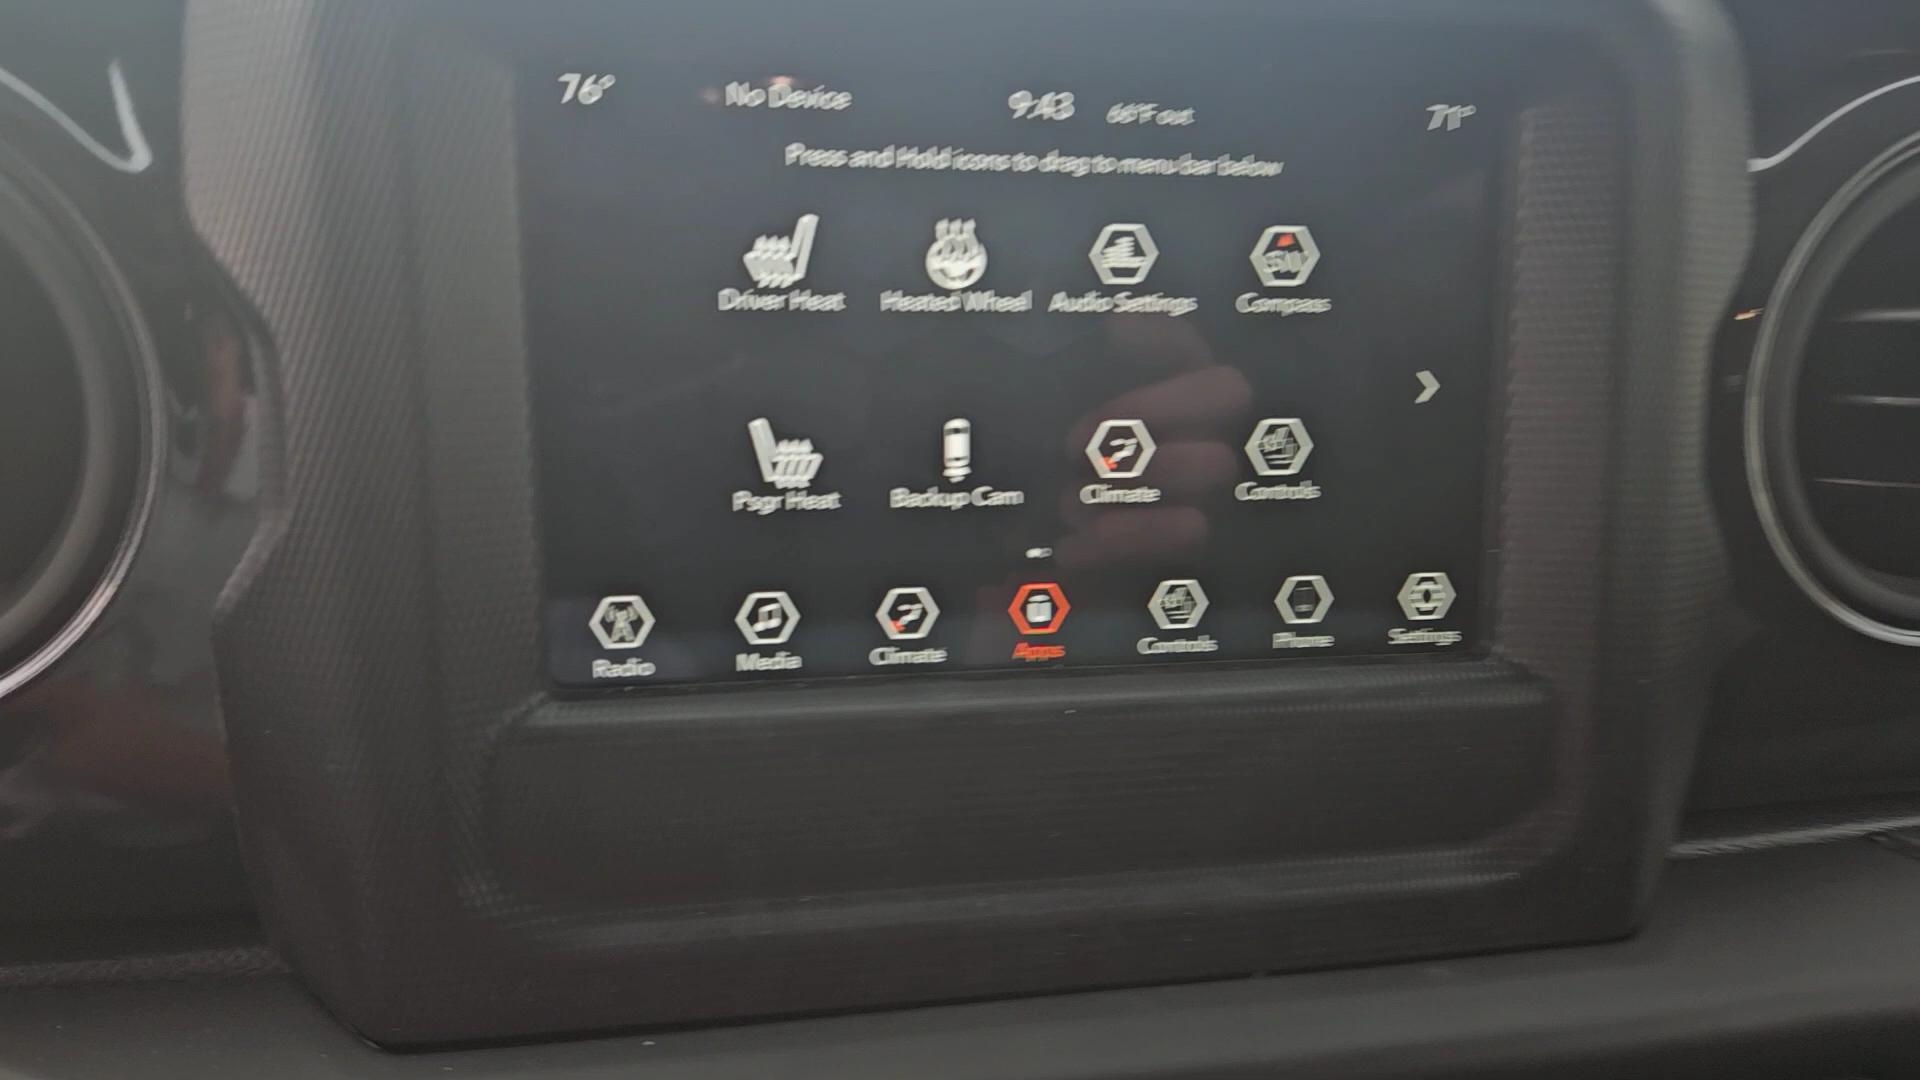 76° No Device 9:43 66°F out 71°
Press and Hold icons to drag to menu bar below
Driver Heat Heated Wheel Audio Settings Compass
Psgr Heat Backup Cam Climate Controls
Radio Media Climate Apps Controls Phone Settings